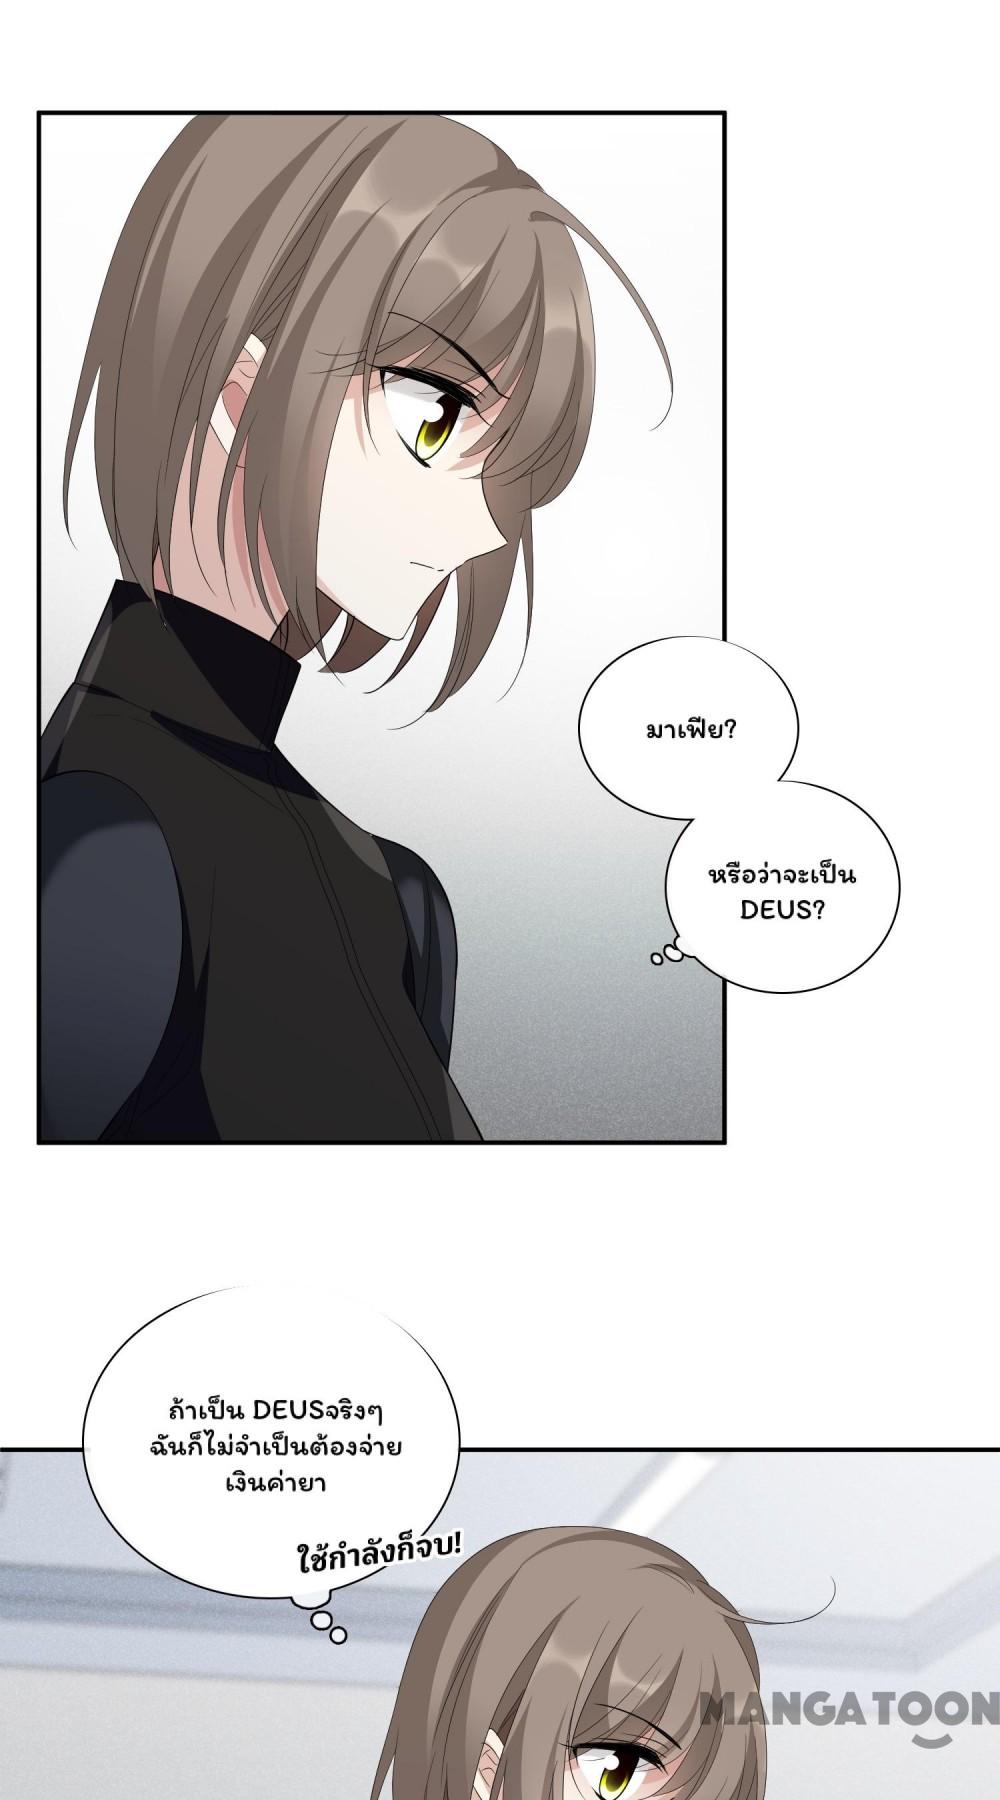 มาเฟีย?
หรือว่าจะเป็น
DEUS?
ถ้าเป็น DEUSจริงๆ
ฉันก็ไม่จำเป็นต้องจ่าย
เงินค่ายา
ใช้กำลังก็จบ!
MANGATOON